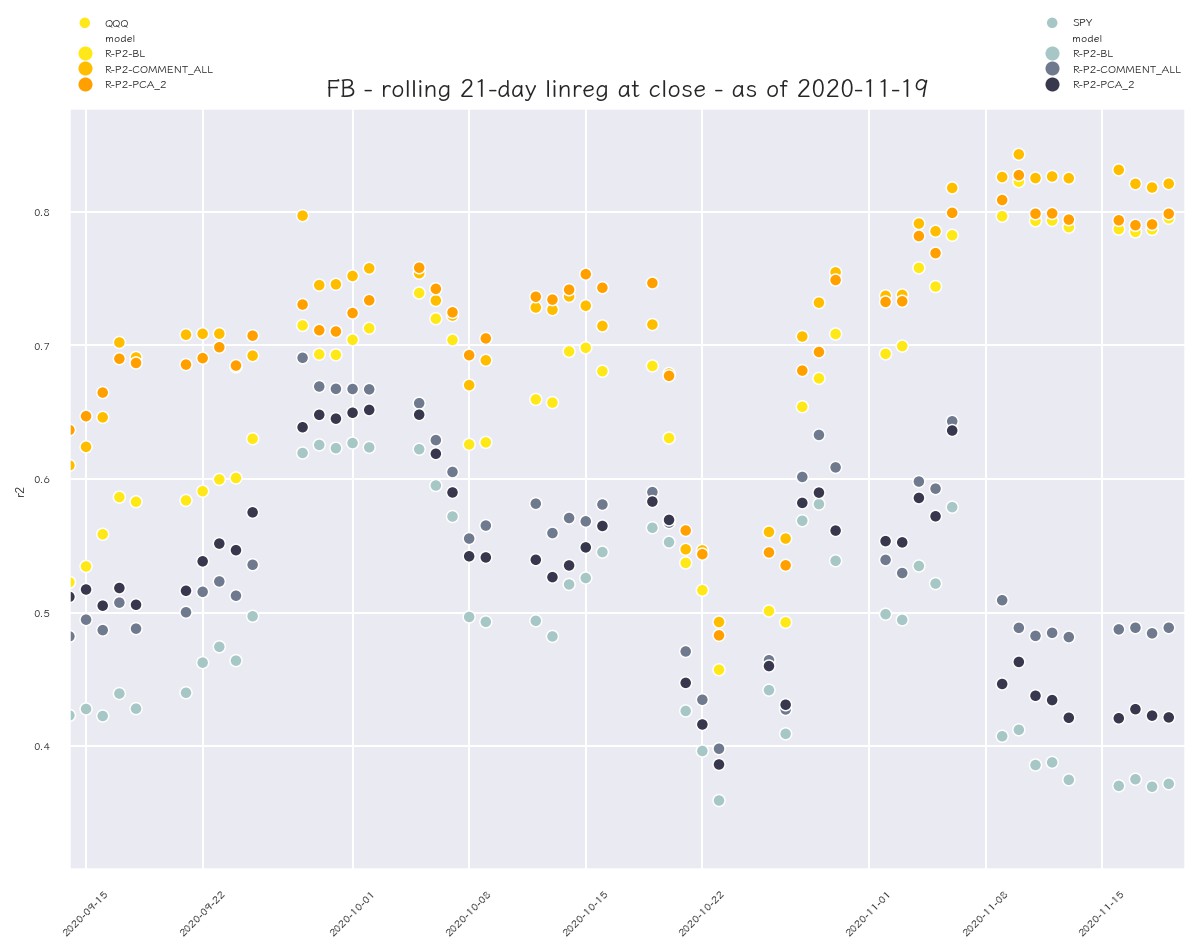 QQQ
model
R-P2-BL
R-P2-COMMENT_ALL
R-P2-PCA_2
SPY
model
R-P2-BL
R-P2-COMMENT_ALL
R-P2-PCA_2
FB - rolling 21-day linreg at close - as of 2020-11-19
0.8
0.7
0.6
0.5
0.4
r2
2020-09-15
2020-09-22
2020-10-01
2020-10-08
2020-10-15
2020-10-22
2020-11-01
2020-11-08
2020-11-15